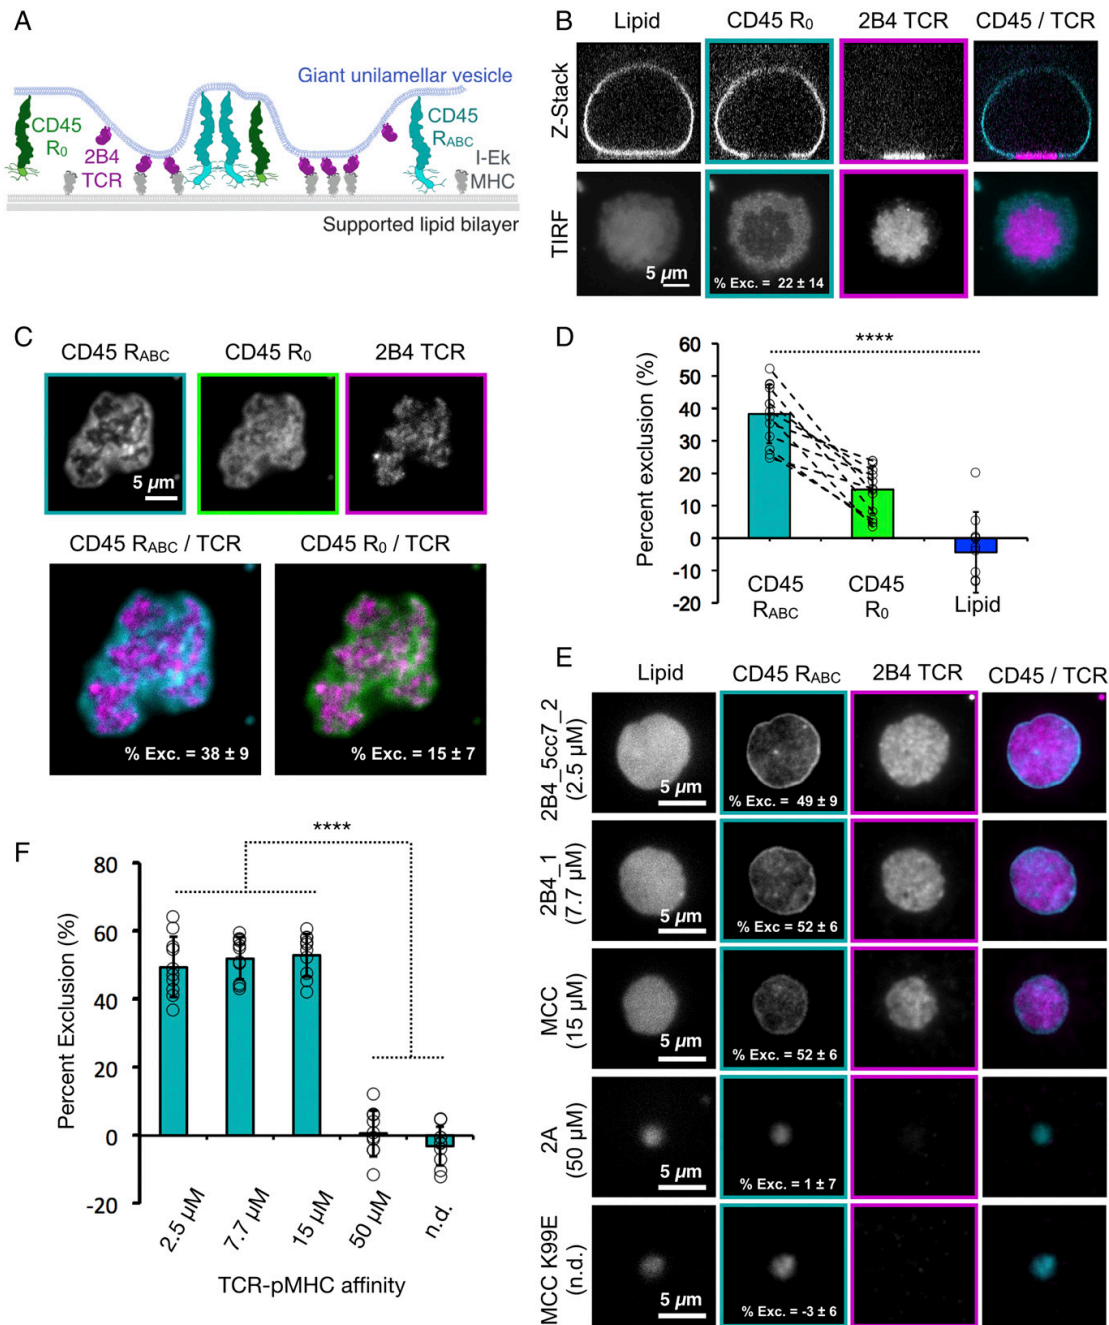 A
Giant unilamellar vesicle
CD45
R0
2B4
TCR
CD45
RABC
I-Ek
MHC
Supported lipid bilayer
B
Lipid
CD45 R0
2B4 TCR
CD45 / TCR
Z-Stack
TIRF
5 µm
% Exc. = 22 ± 14
C
CD45 RABC
CD45 R0
2B4 TCR
5 µm
CD45 RABC / TCR
CD45 R0 / TCR
% Exc. = 38 ± 9
% Exc. = 15 ± 7
D
****
Percent exclusion (%)
60
50
40
30
20
10
0
-10
-20
CD45
RABC
CD45
R0
Lipid
E
Lipid
CD45 RABC
2B4 TCR
CD45 / TCR
2B4_5cc7_2
(2.5 µM)
5 µm
% Exc. = 49 ± 9
2B4_1
(7.7 µM)
5 µm
% Exc = 52 ± 6
MCC
(15 µM)
5 µm
% Exc. = 52 ± 6
2A
(50 µM)
5 µm
% Exc. = 1 ± 7
MCC K99E
(n.d.)
5 µm
% Exc. = -3 ± 6
F
****
Percent Exclusion (%)
80
60
40
20
0
-20
2.5 µM
7.7 µM
15 µM
50 µM
n.d.
TCR-pMHC affinity